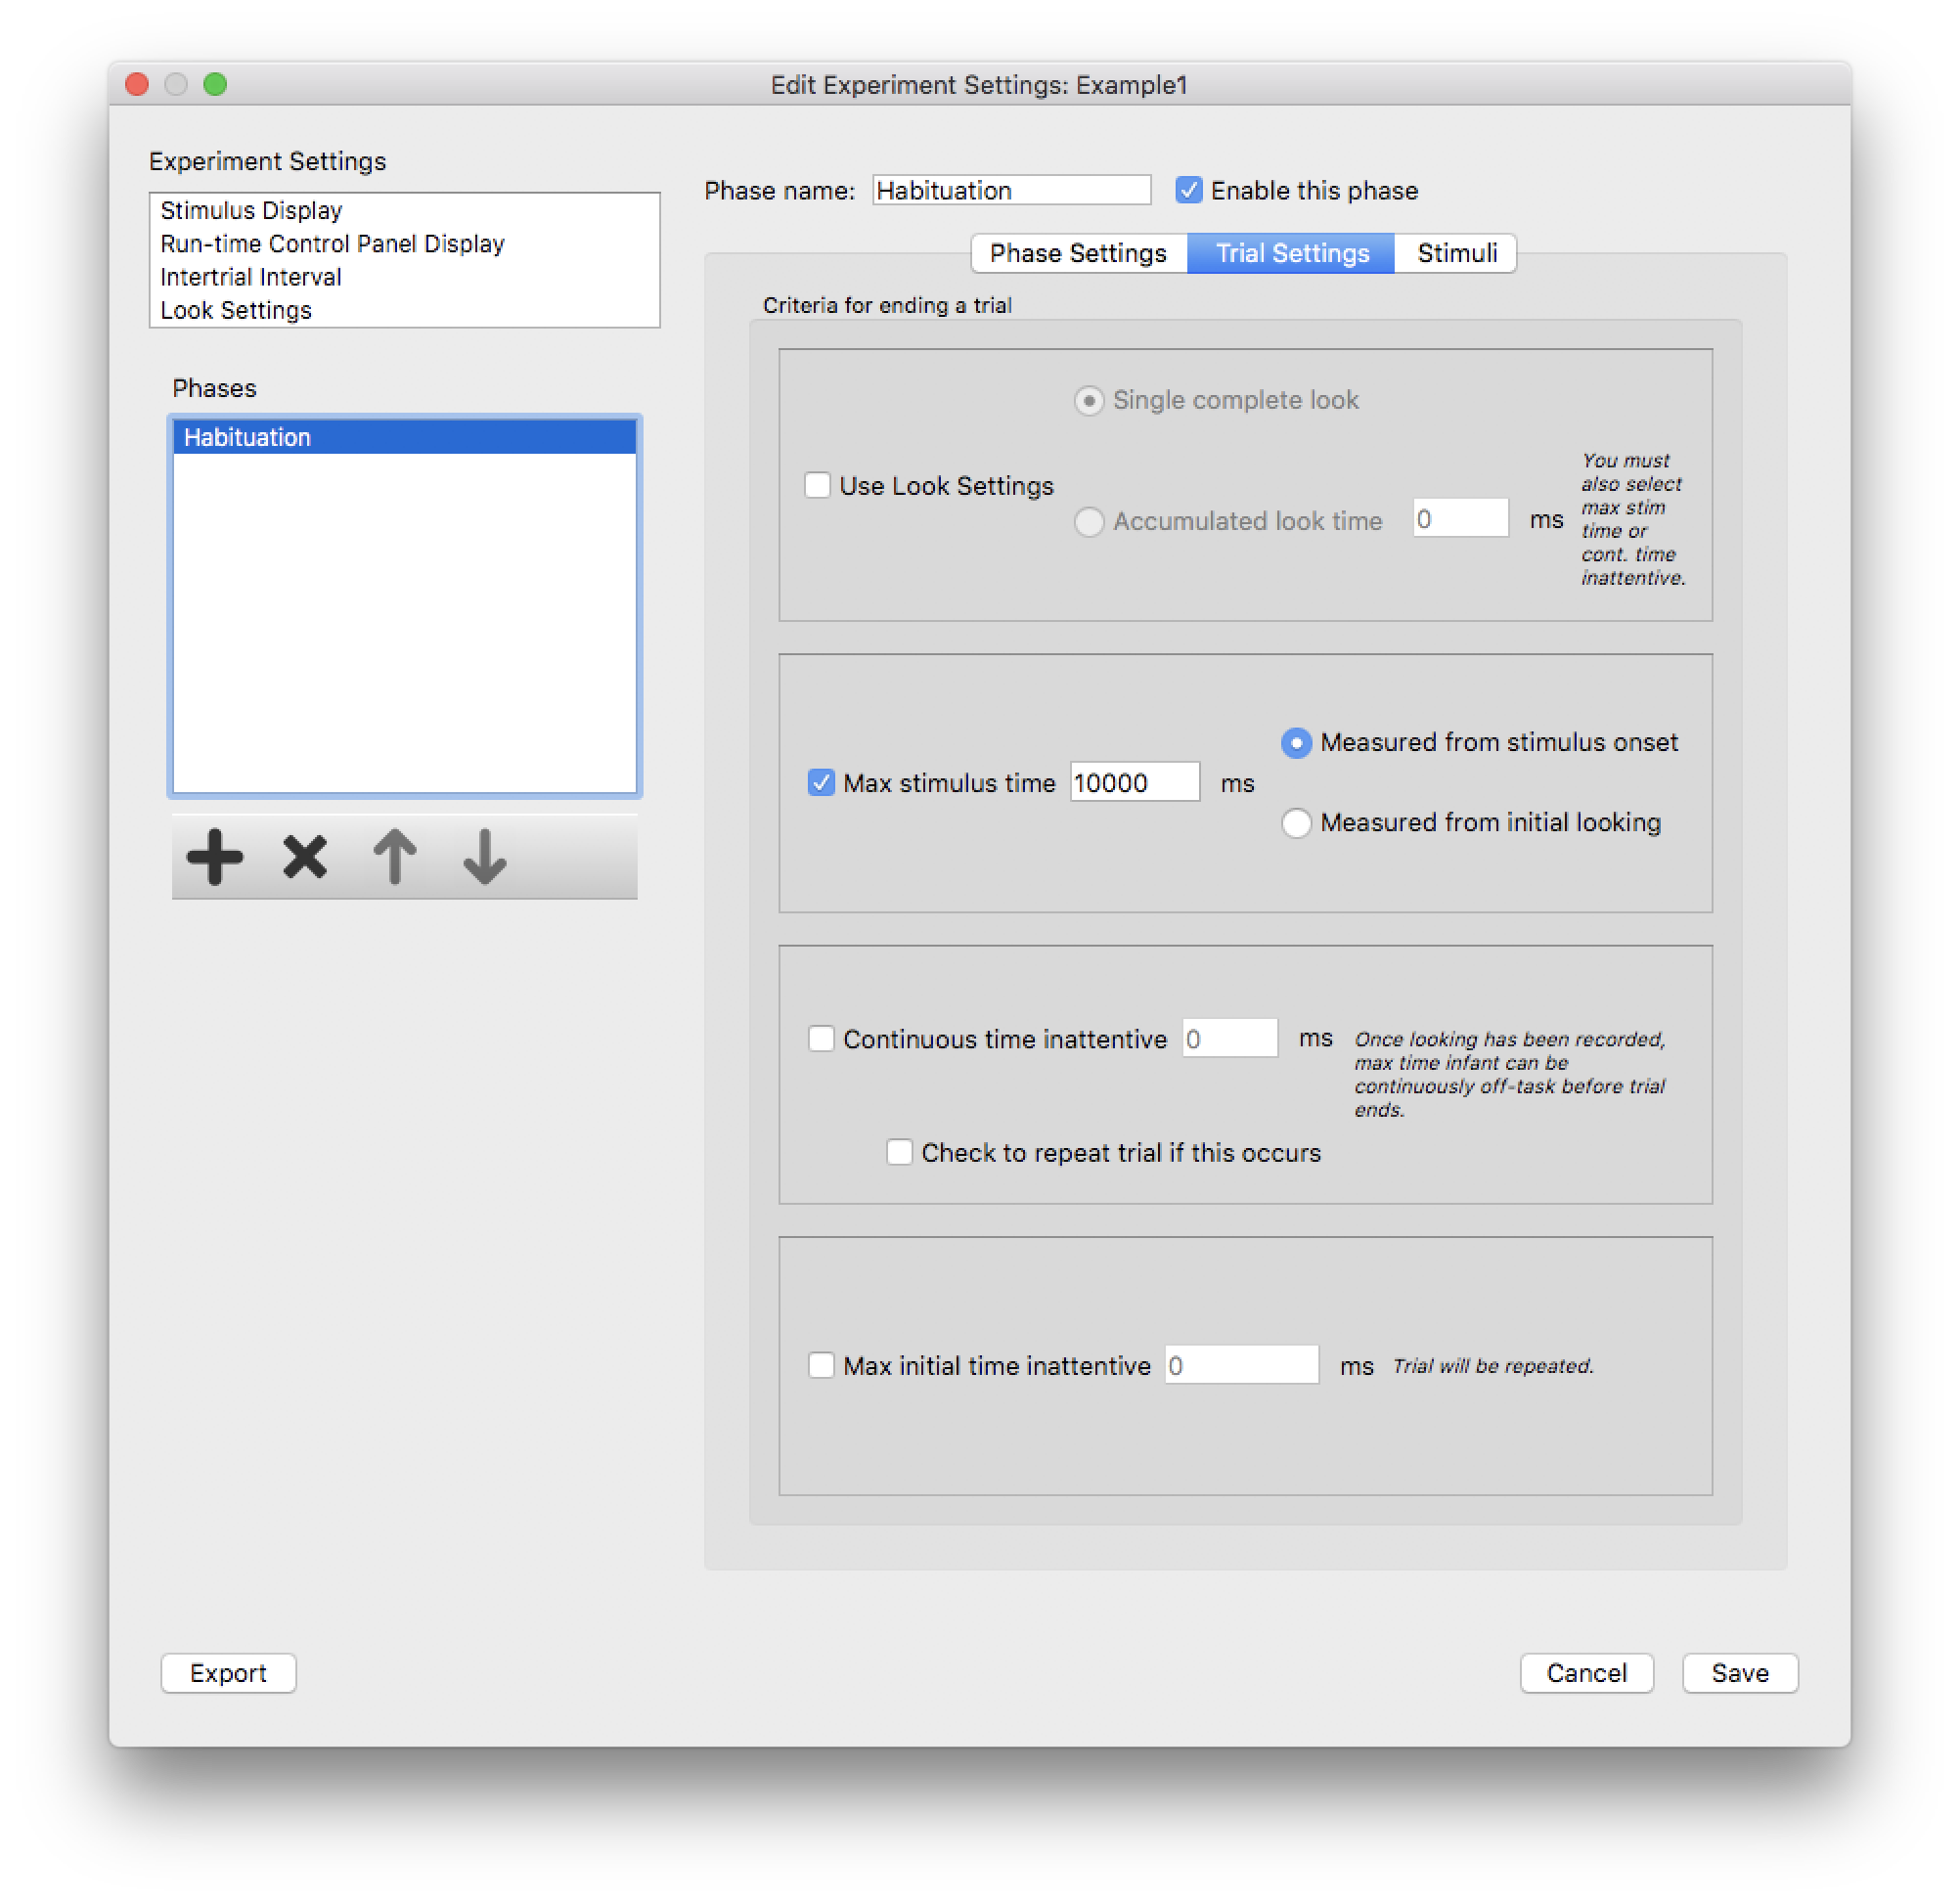 Edit Experiment Settings: Example1
Experiment Settings
Stimulus Display
Run-time Control Panel Display
Intertrial Interval
Look Settings
Phases
Habituation
Phase name: Habituation Enable this phase
Phase Settings Trial Settings Stimuli
Criteria for ending a trial
Single complete look
Use Look Settings
Accumulated look time 0 ms
You must
also select
max stim
time or
cont. time
inattentive.
Measured from stimulus onset
Max stimulus time 10000 ms
Measured from initial looking
Continuous time inattentive 0 ms
Once looking has been recorded,
max time infant can be
continuously off-task before trial
ends.
Check to repeat trial if this occurs
Max initial time inattentive 0 ms Trial will be repeated.
Export Cancel Save